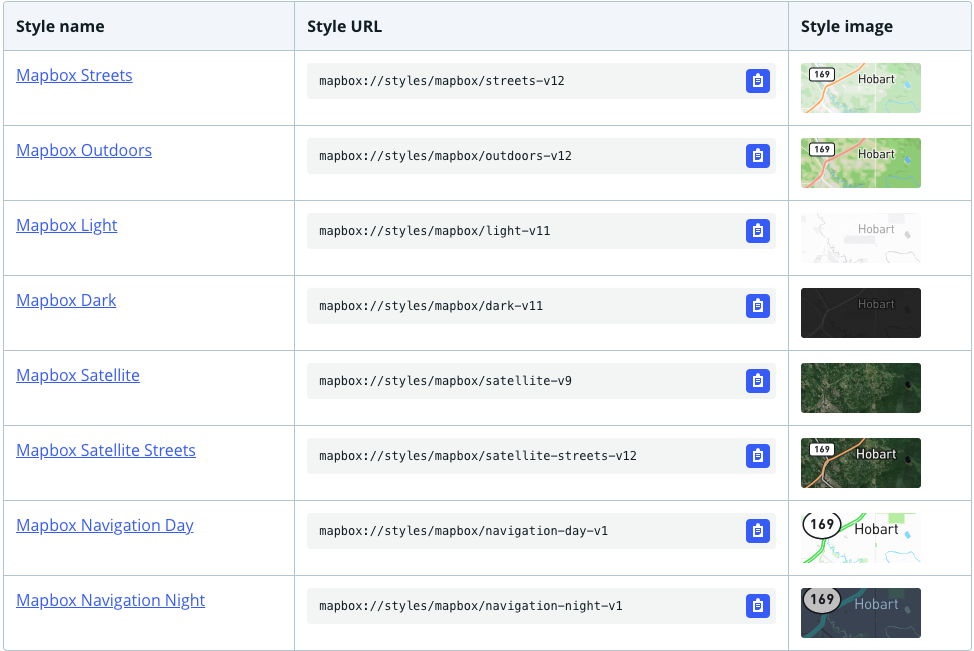 Style name Style URL Style image
Mapbox Streets mapbox://styles/mapbox/streets-v12 169 Hobart
Mapbox Outdoors mapbox://styles/mapbox/outdoors-v12 169 Hobart
Mapbox Light mapbox://styles/mapbox/light-v11 Hobart
Mapbox Dark mapbox://styles/mapbox/dark-v11 Hobart
Mapbox Satellite mapbox://styles/mapbox/satellite-v9
Mapbox Satellite Streets mapbox://styles/mapbox/satellite-streets-v12 169 Hobart
Mapbox Navigation Day mapbox://styles/mapbox/navigation-day-v1 169 Hobart
Mapbox Navigation Night mapbox://styles/mapbox/navigation-night-v1 169 Hobart